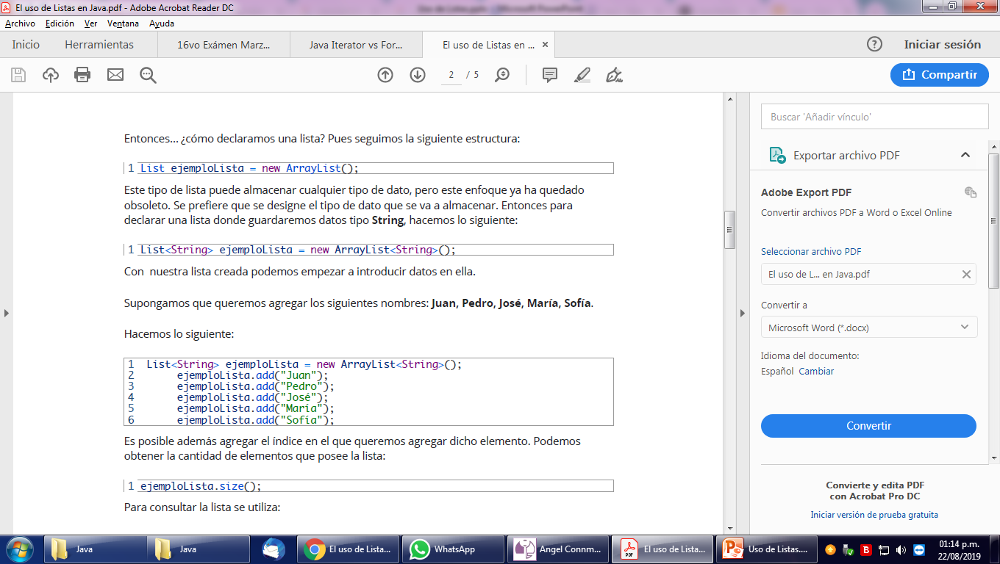 El uso de Listas en Java.pdf - Adobe Acrobat Reader DC
Archivo Edición Ver Ventana Ayuda
Inicio Herramientas 16vo Exámen Marz... Java Iterator vs For... El uso de Listas en ... × Iniciar sesión
2 / 5 Compartir
Entonces... ¿cómo declaramos una lista? Pues seguimos la siguiente estructura:
1 List ejemploLista = new ArrayList();
Este tipo de lista puede almacenar cualquier tipo de dato, pero este enfoque ya ha quedado
obsoleto. Se prefiere que se designe el tipo de dato que se va a almacenar. Entonces para
declarar una lista donde guardaremos datos tipo String, hacemos lo siguiente:
1 List<String> ejemploLista = new ArrayList<String>();
Con nuestra lista creada podemos empezar a introducir datos en ella.
Supongamos que queremos agregar los siguientes nombres: Juan, Pedro, José, María, Sofía.
Hacemos lo siguiente:
1 List<String> ejemploLista = new ArrayList<String>();
2 ejemploLista.add("Juan");
3 ejemploLista.add("Pedro");
4 ejemploLista.add("José");
5 ejemploLista.add("María");
6 ejemploLista.add("Sofía");
Es posible además agregar el índice en el que queremos agregar dicho elemento. Podemos
obtener la cantidad de elementos que posee la lista:
1 ejemploLista.size();
Para consultar la lista se utiliza:
Buscar 'Añadir vínculo'
Exportar archivo PDF
Adobe Export PDF
Convertir archivos PDF a Word o Excel Online
Seleccionar archivo PDF
El uso de L... en Java.pdf
Convertir a
Microsoft Word (*.docx)
Idioma del documento:
Español Cambiar
Convertir
Convierte y edita PDF
con Acrobat Pro DC
Iniciar versión de prueba gratuita
Java Java El uso de Lista... WhatsApp Angel Connm... El uso de Lista... Uso de Listas.... 01:14 p.m.
22/08/2019